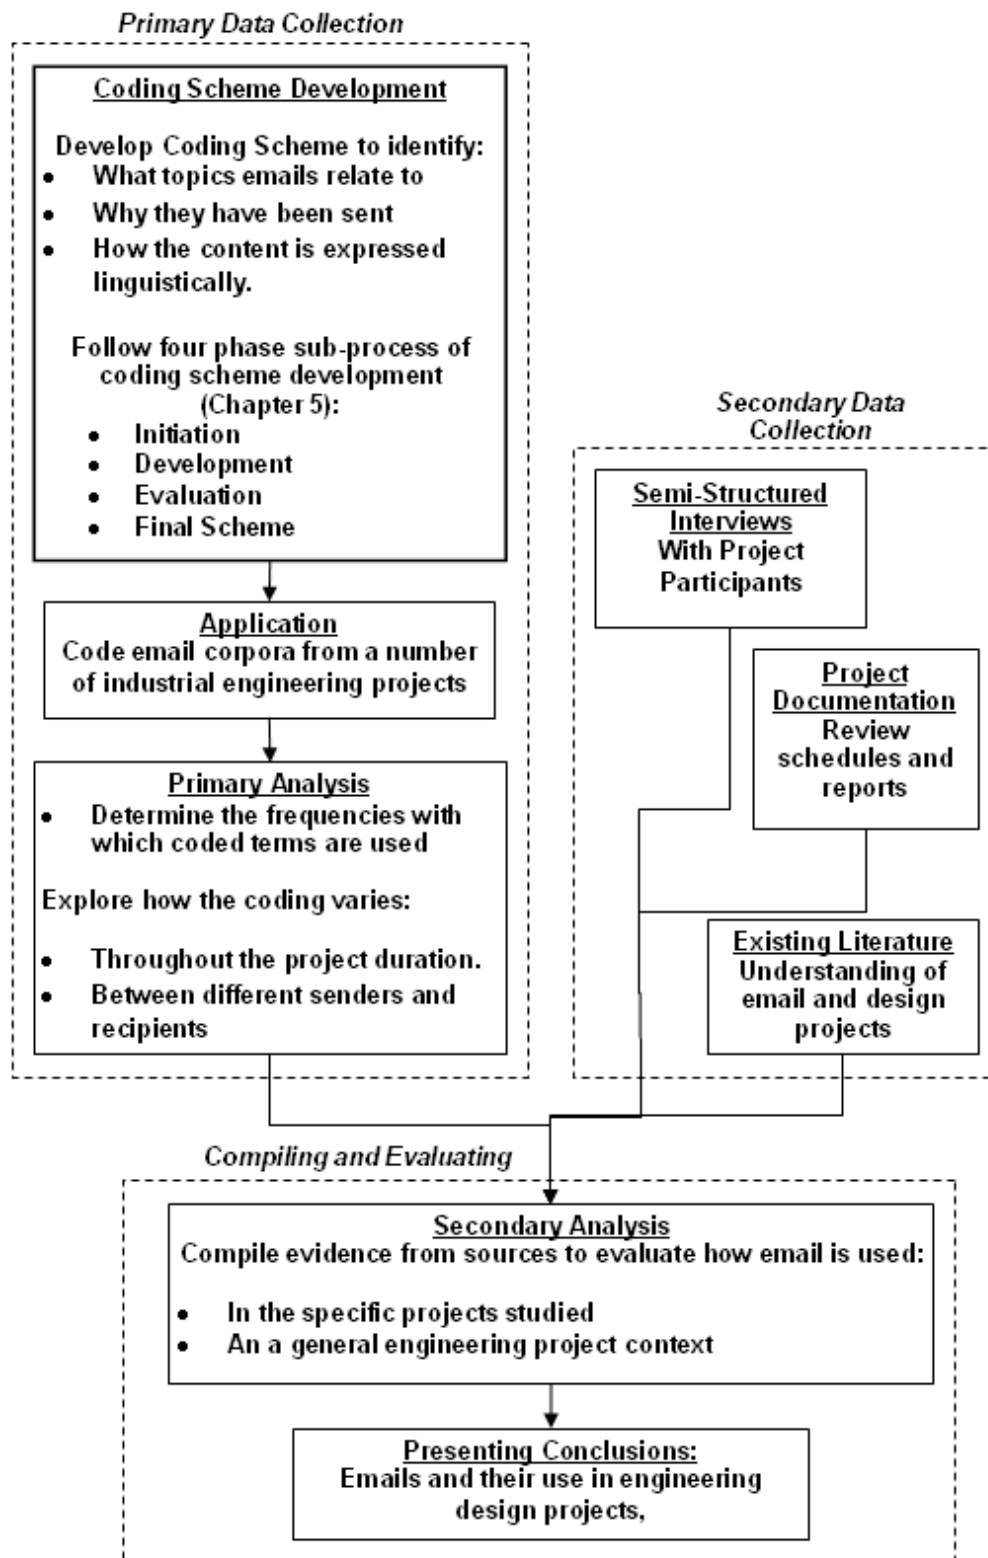 Primary Data Collection
Coding Scheme Development
Develop Coding Scheme to identify:
• What topics emails relate to
• Why they have been sent
• How the content is expressed
linguistically.
Follow four phase sub-process of
coding scheme development
(Chapter 5):
• Initiation
• Development
• Evaluation
• Final Scheme
Application
Code email corpora from a number
of industrial engineering projects
Primary Analysis
• Determine the frequencies with
which coded terms are used
Explore how the coding varies:
• Throughout the project duration.
• Between different senders and
recipients
Secondary Data
Collection
Semi-Structured
Interviews
With Project
Participants
Project
Documentation
Review
schedules and
reports
Existing Literature
Understanding of
email and design
projects
Compiling and Evaluating
Secondary Analysis
Compile evidence from sources to evaluate how email is used:
• In the specific projects studied
• An a general engineering project context
Presenting Conclusions:
Emails and their use in engineering
design projects,